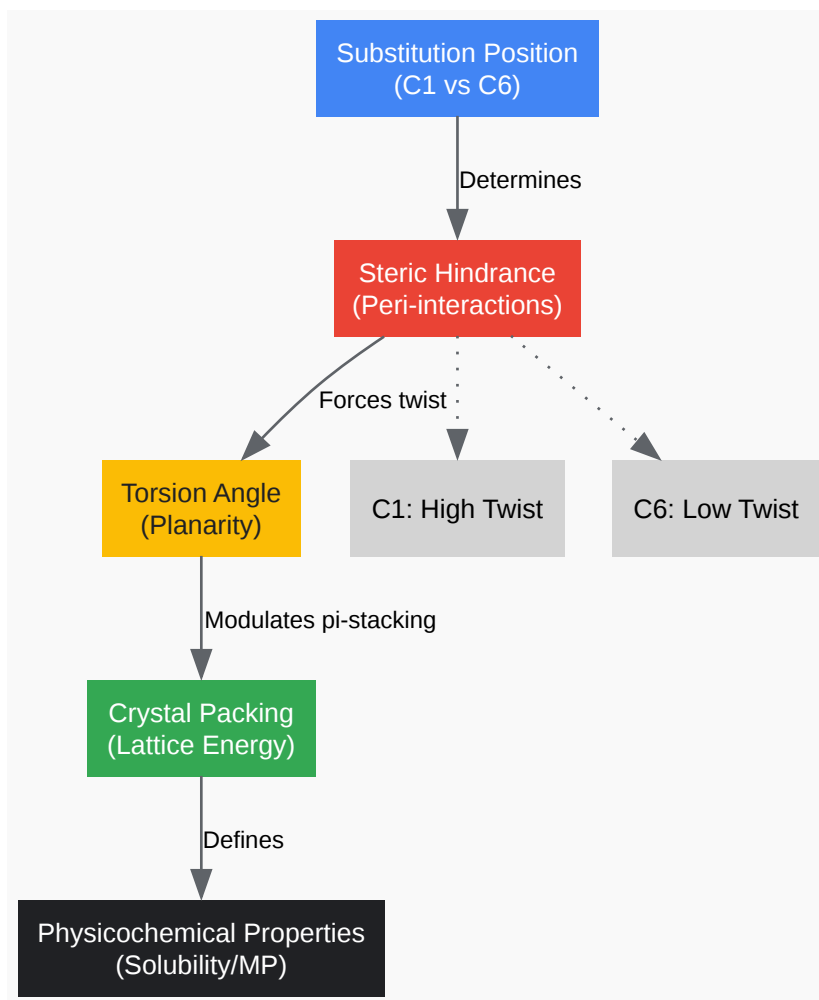 Substitution Position
(C1 vs C6)
Determines
Steric Hindrance
(Peri-interactions)
Forces twist
Torsion Angle
(Planarity)
C1: High Twist
C6: Low Twist
Modulates pi-stacking
Crystal Packing
(Lattice Energy)
Defines
Physicochemical Properties
(Solubility/MP)